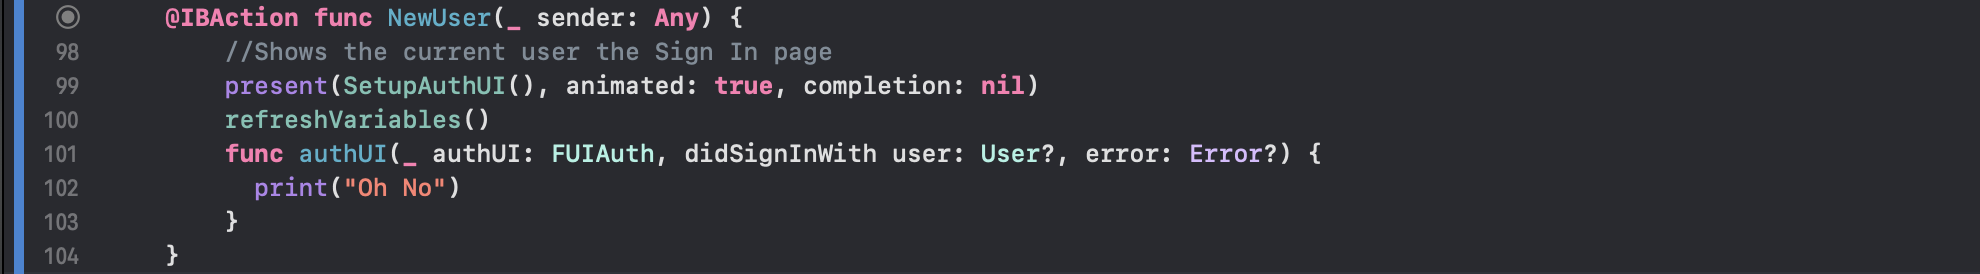 @IBAction func NewUser(_ sender: Any) {
98 //Shows the current user the Sign In page
99 present(SetupAuthUI(), animated: true, completion: nil)
100 refreshVariables()
101 func authUI(_ authUI: FUIAuth, didSignInWith user: User?, error: Error?) {
102 print("Oh No")
103 }
104 }